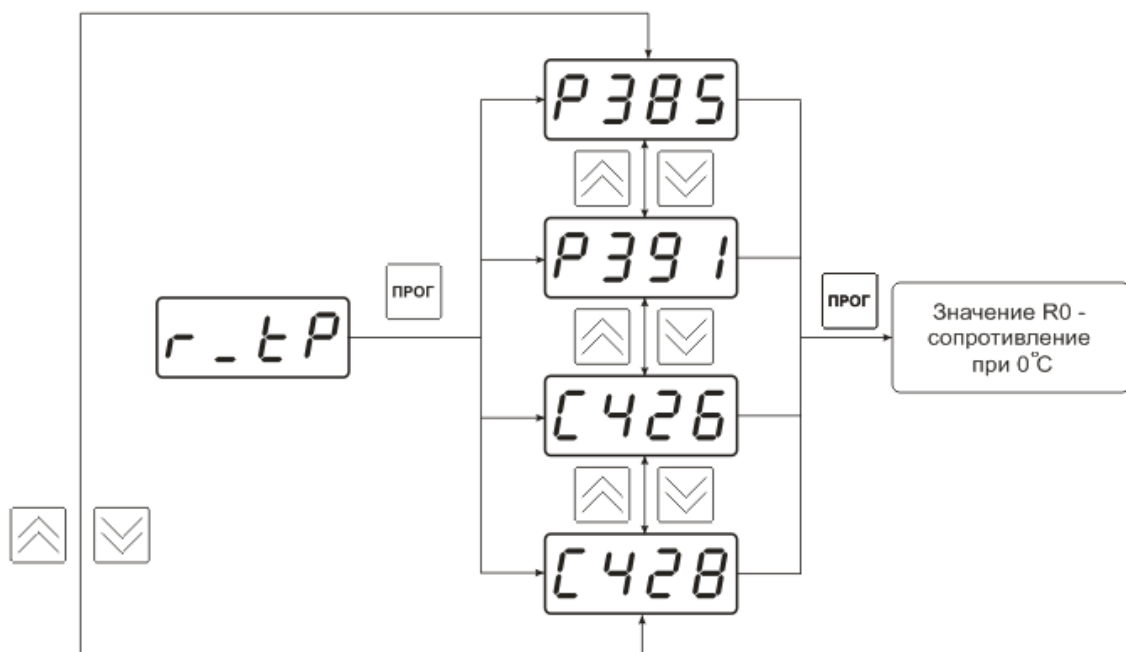 P385
P391
ПРОГ
ПРОГ
r_tP
Значение R0 -
сопротивление
при 0°C
C426
C428